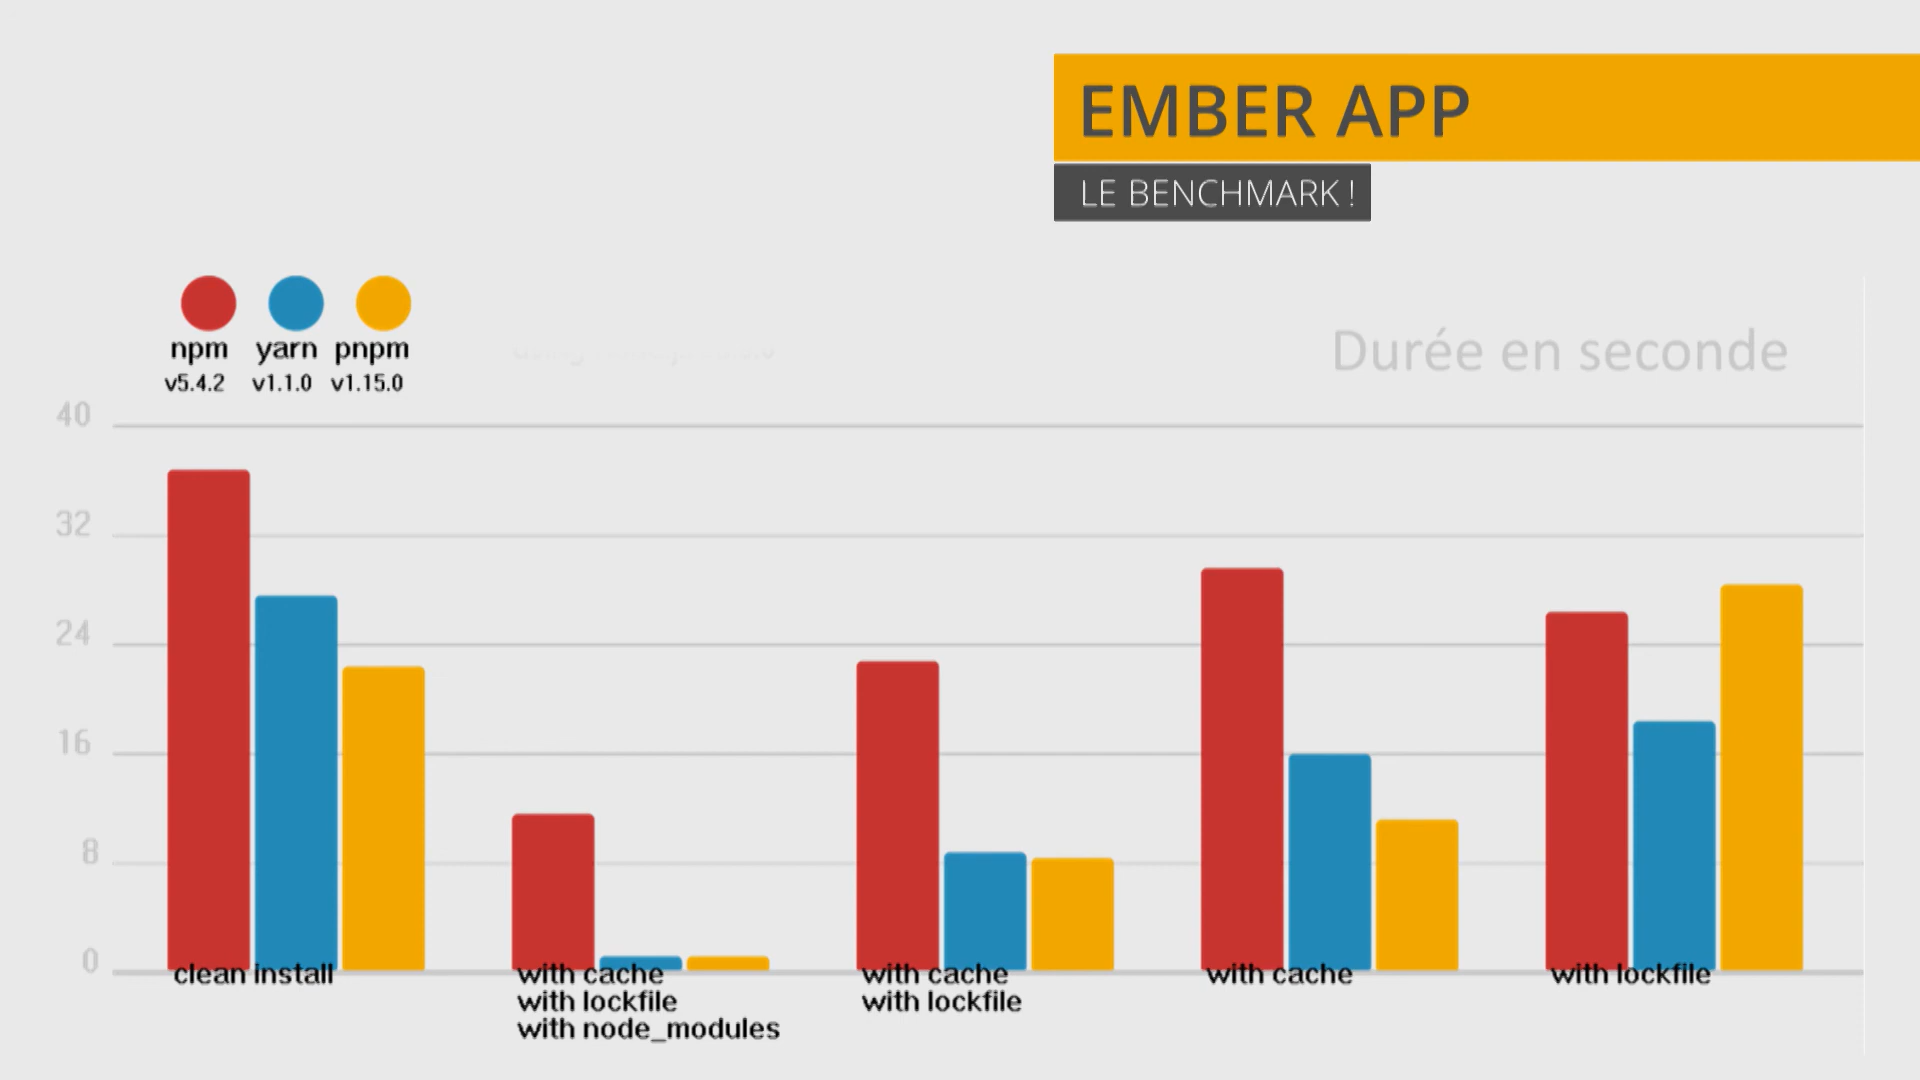 EMBER APP
LE BENCHMARK !
npm yarn pnpm
v5.4.2 v1.1.0 v1.15.0
Durée en seconde
40
32
24
16
8
0
clean install
with cache
with lockfile
with node_modules
with cache
with lockfile
with cache
with lockfile